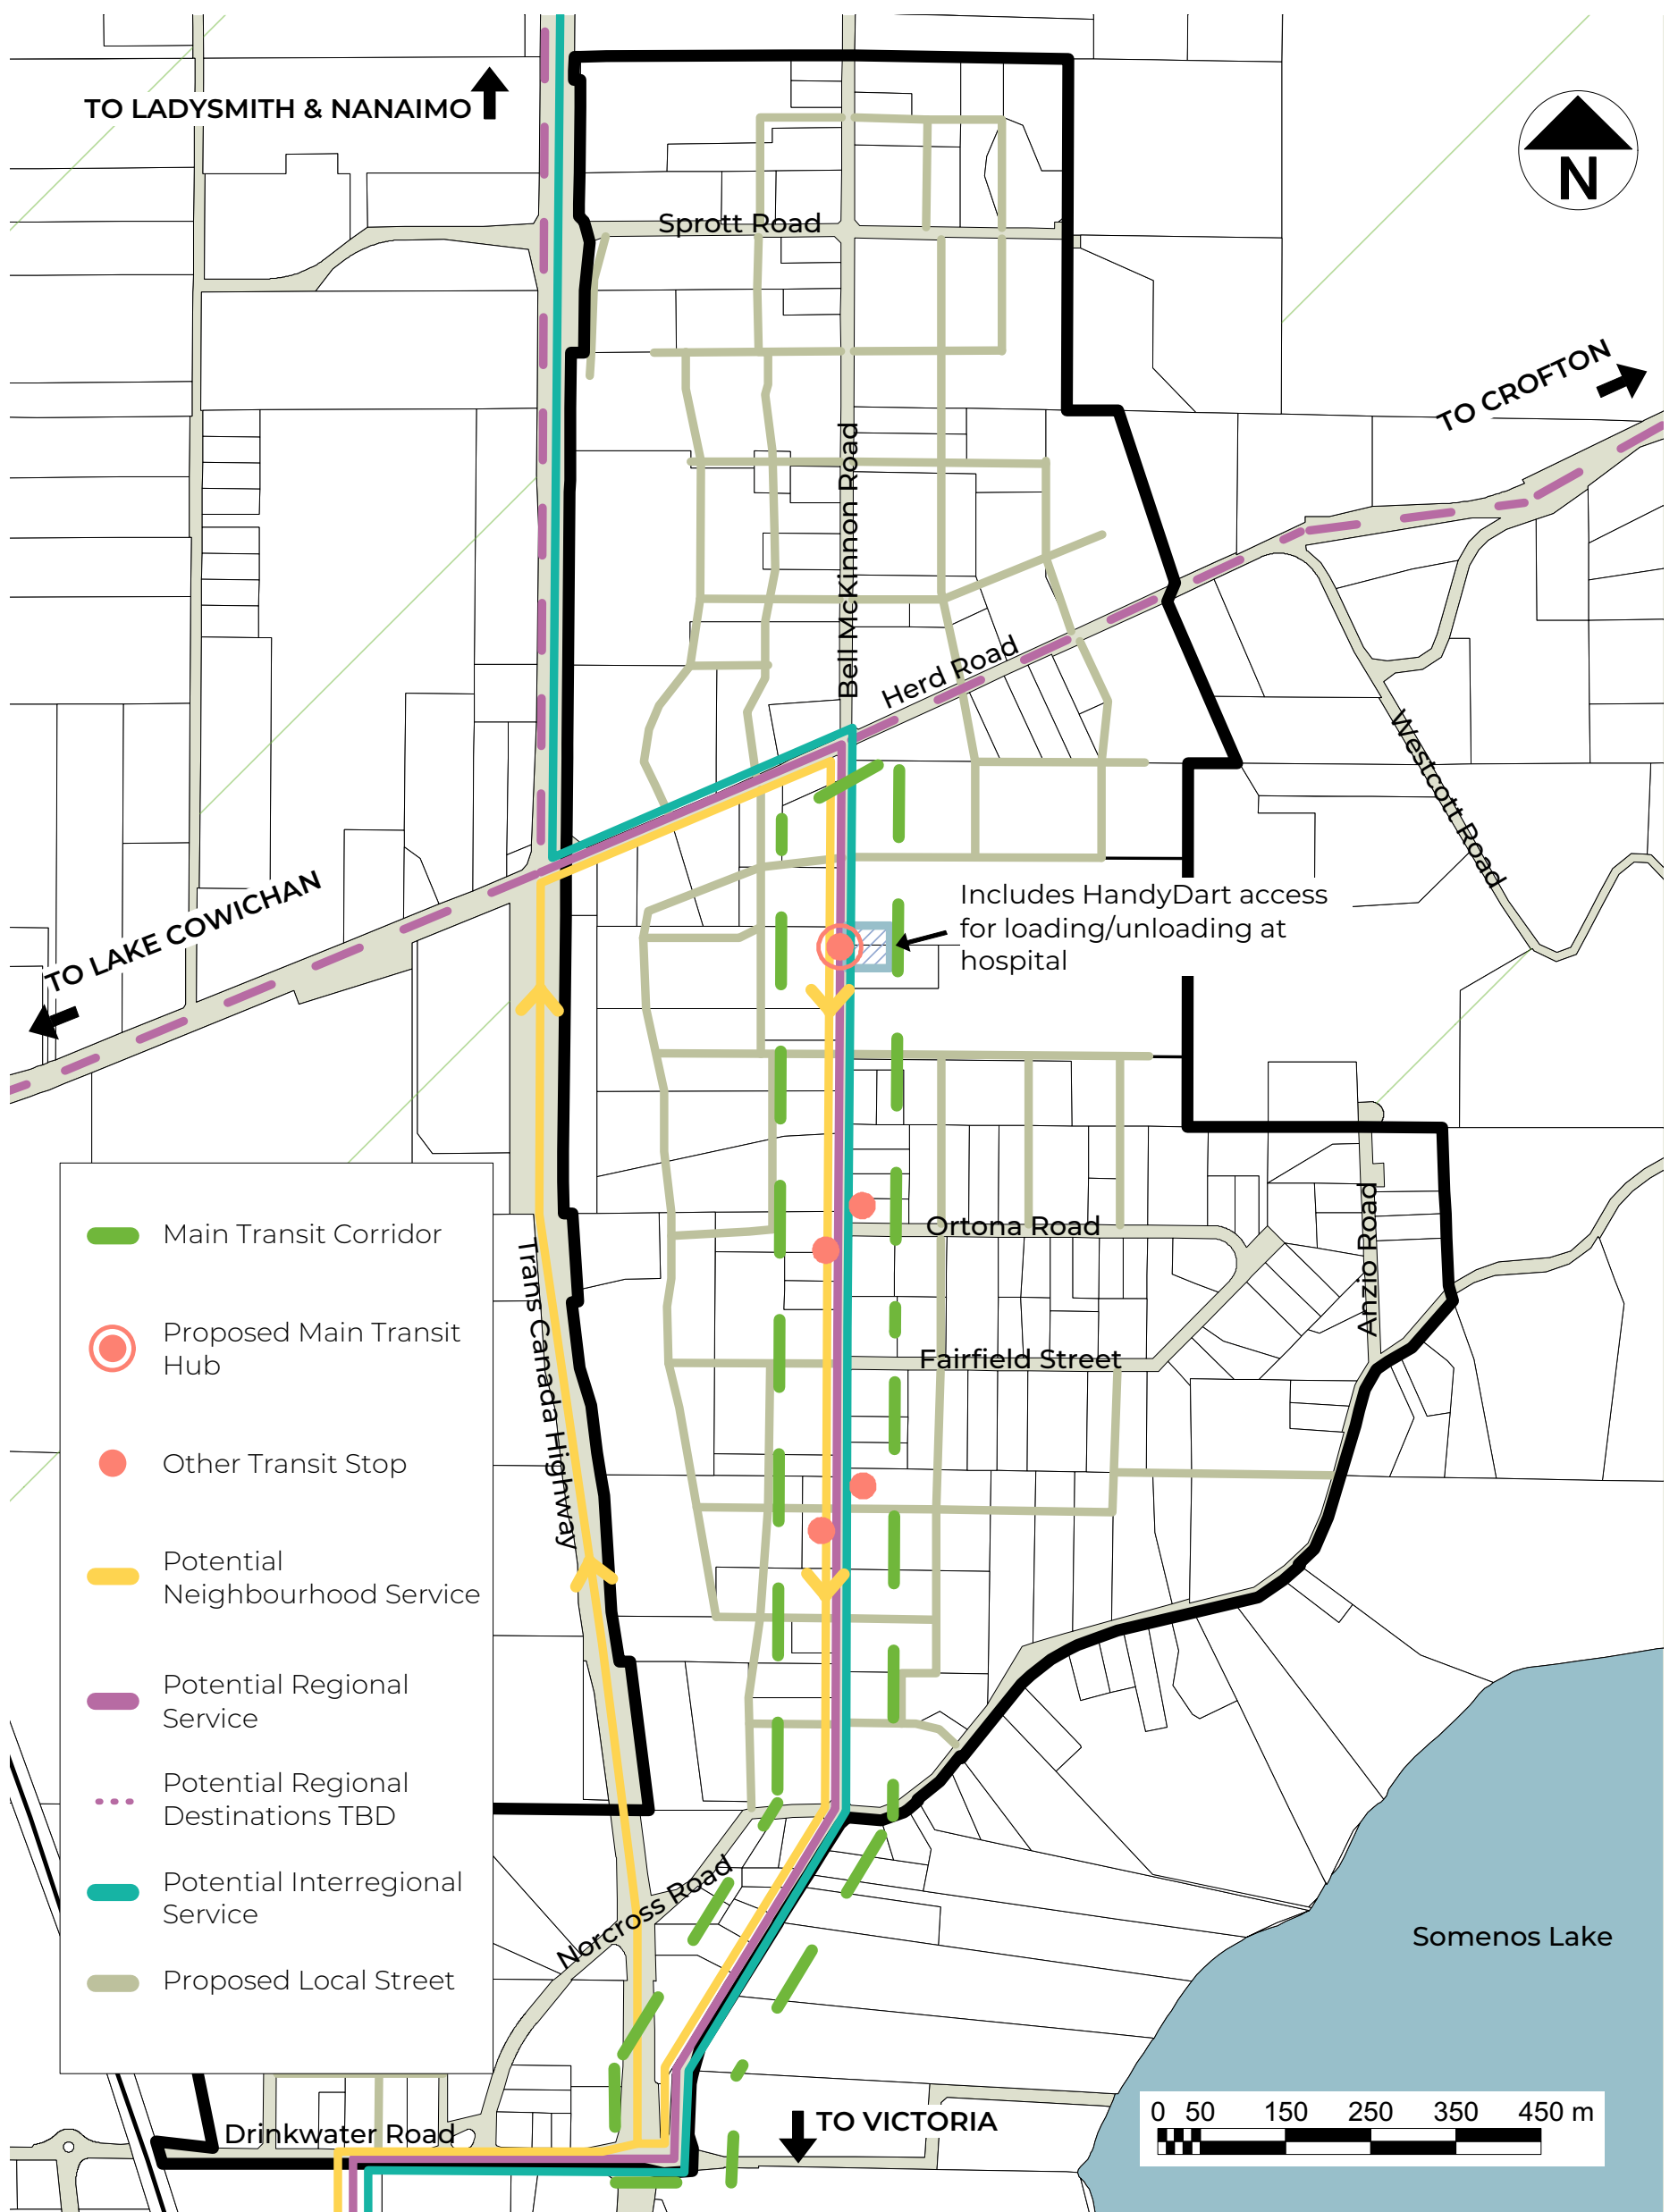 TO LADYSMITH & NANAIMO
N
Sprott Road
TO CROFTON
Bell McKinnon Road
Herd Road
Westcott Road
TO LAKE COWICHAN
Includes HandyDart access
for loading/unloading at
hospital
Ortona Road
Anzio Road
Trans Canada Highway
Fairfield Street
Main Transit Corridor
Proposed Main Transit
Hub
Other Transit Stop
Potential
Neighbourhood Service
Potential Regional
Service
Potential Regional
Destinations TBD
Potential Interregional
Service
Proposed Local Street
Norcross Road
Somenos Lake
Drinkwater Road
TO VICTORIA
0 50 150 250 350 450 m